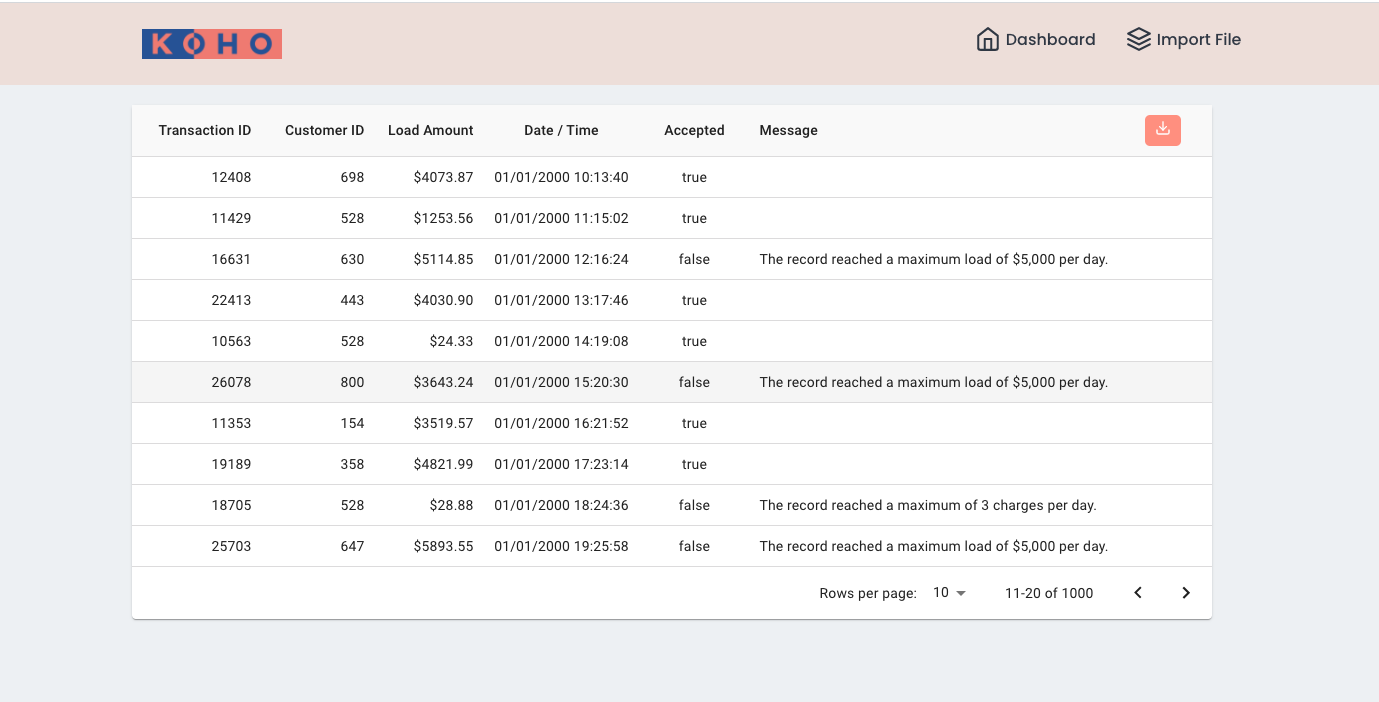 KOHO
Dashboard Import File
Transaction ID Customer ID Load Amount Date / Time Accepted Message
12408 698 $4073.87 01/01/2000 10:13:40 true
11429 528 $1253.56 01/01/2000 11:15:02 true
16631 630 $5114.85 01/01/2000 12:16:24 false The record reached a maximum load of $5,000 per day.
22413 443 $4030.90 01/01/2000 13:17:46 true
10563 528 $24.33 01/01/2000 14:19:08 true
26078 800 $3643.24 01/01/2000 15:20:30 false The record reached a maximum load of $5,000 per day.
11353 154 $3519.57 01/01/2000 16:21:52 true
19189 358 $4821.99 01/01/2000 17:23:14 true
18705 528 $28.88 01/01/2000 18:24:36 false The record reached a maximum of 3 charges per day.
25703 647 $5893.55 01/01/2000 19:25:58 false The record reached a maximum load of $5,000 per day.
Rows per page: 10 11-20 of 1000